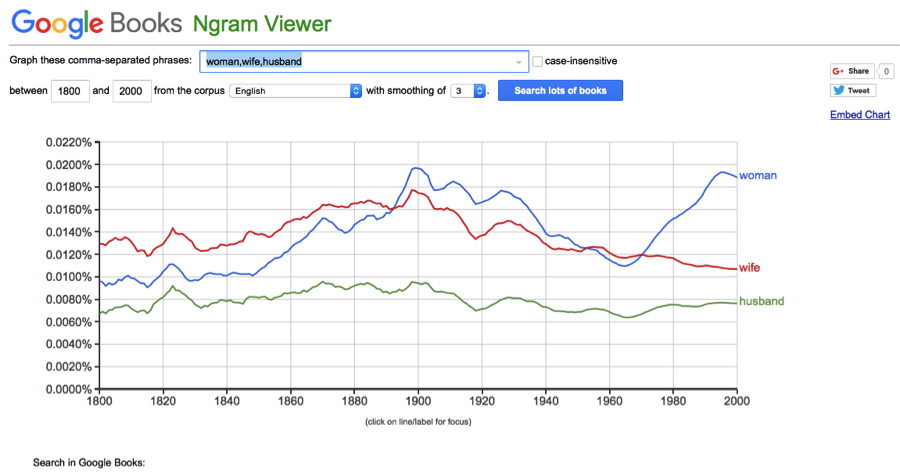 Google Books Ngram Viewer
Graph these comma-separated phrases: woman,wife,husband case-insensitive
between 1800 and 2000 from the corpus English with smoothing of 3 . Search lots of books
G+ Share 0
Tweet
Embed Chart
0.0220%
0.0200%
0.0180%
0.0160%
0.0140%
0.0120%
0.0100%
0.0080%
0.0060%
0.0040%
0.0020%
0.0000%
woman
wife
husband
1800 1820 1840 1860 1880 1900 1920 1940 1960 1980 2000
(click on line/label for focus)
Search in Google Books: